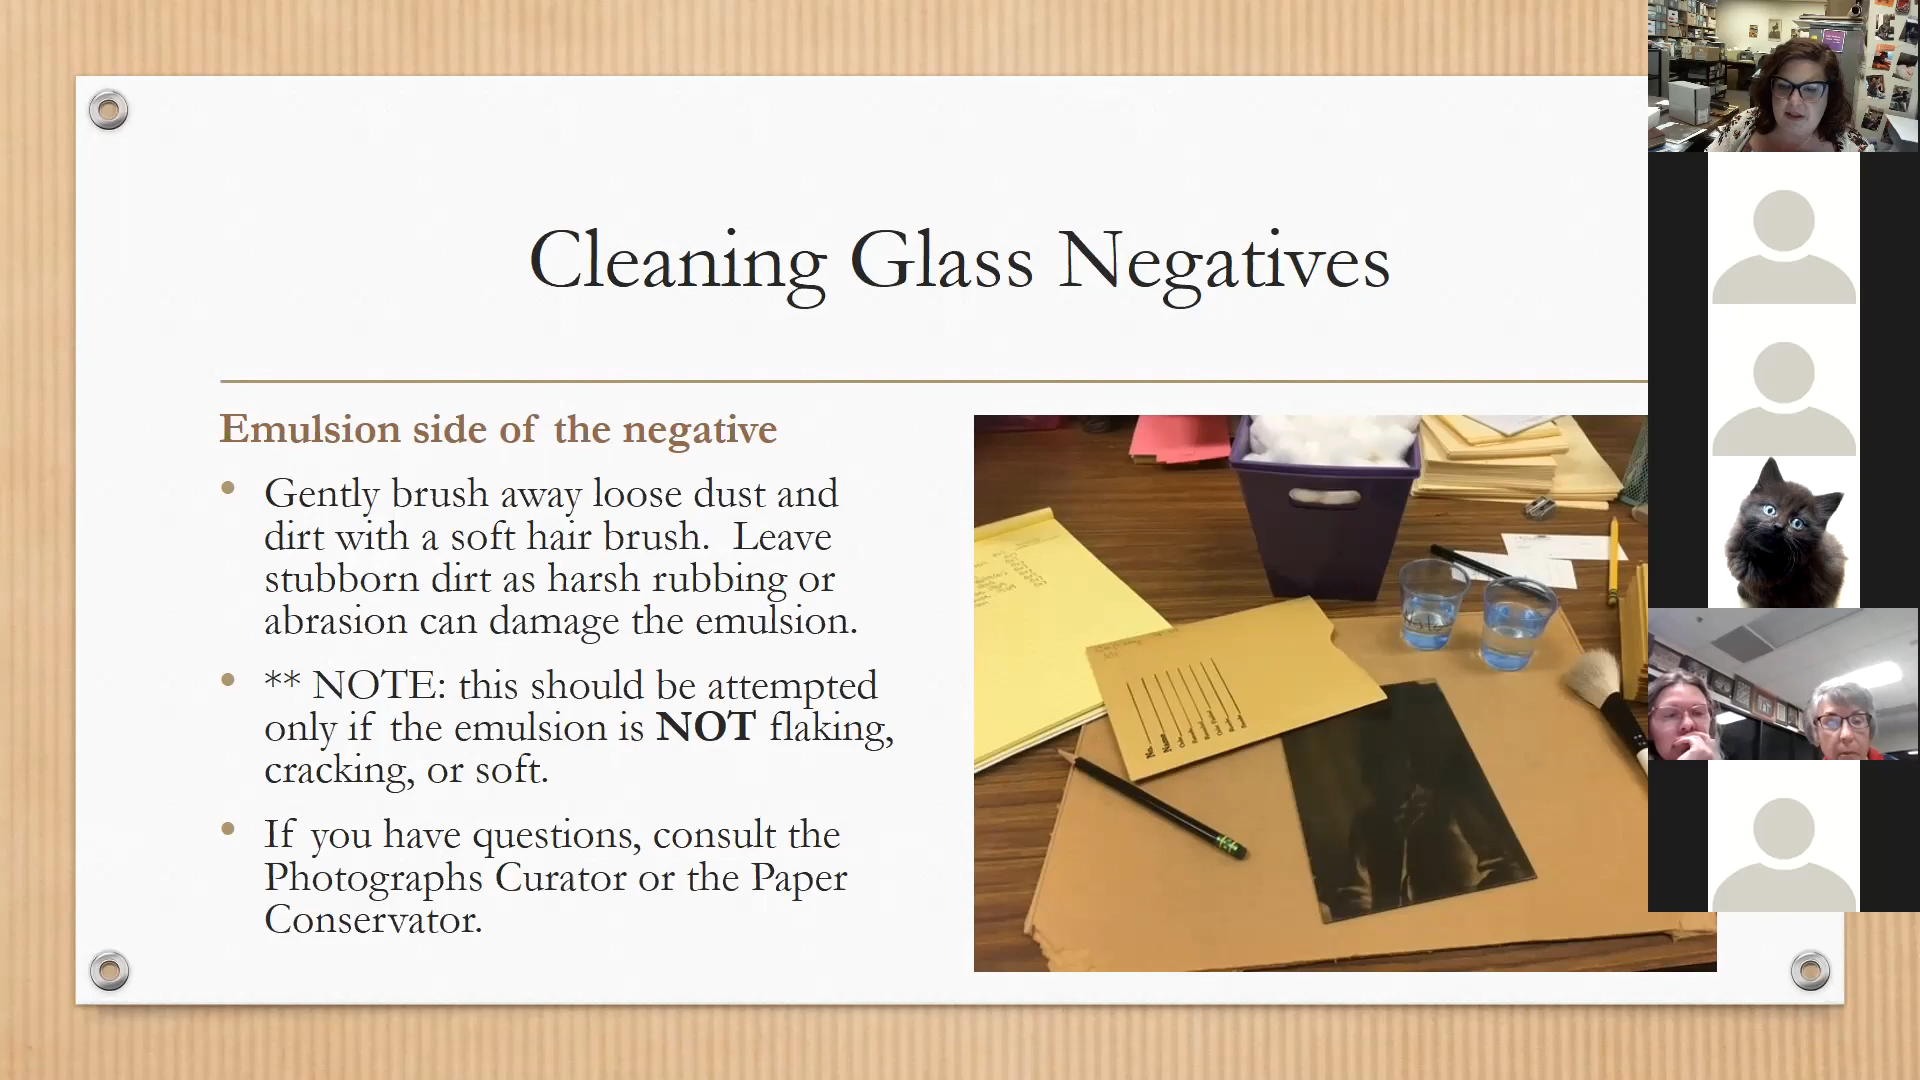 Cleaning Glass Negatives
Emulsion side of the negative
• Gently brush away loose dust and
dirt with a soft hair brush. Leave
stubborn dirt as harsh rubbing or
abrasion can damage the emulsion.
• ** NOTE: this should be attempted
only if the emulsion is NOT flaking,
cracking, or soft.
• If you have questions, consult the
Photographs Curator or the Paper
Conservator.
No.
Name